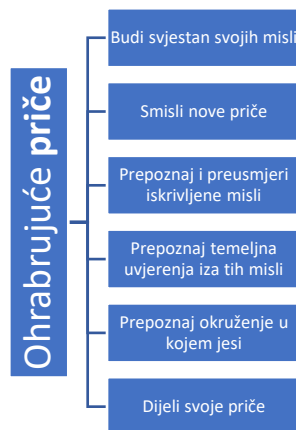 Ohrabrujuće priče
Budi svjestan svojih misli
Smisli nove priče
Prepoznaj i preusmjeri
iskrivljene misli
Prepoznaj temeljna
uvjerenja iza tih misli
Prepoznaj okruženje u
kojem jesi
Dijeli svoje priče